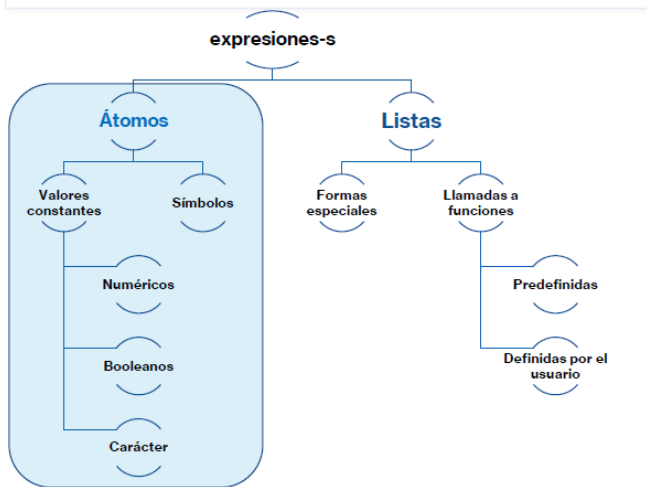 expresiones-s
Átomos
Listas
Valores
constantes
Símbolos
Formas
especiales
Llamadas a
funciones
Numéricos
Predefinidas
Booleanos
Definidas por el
usuario
Carácter